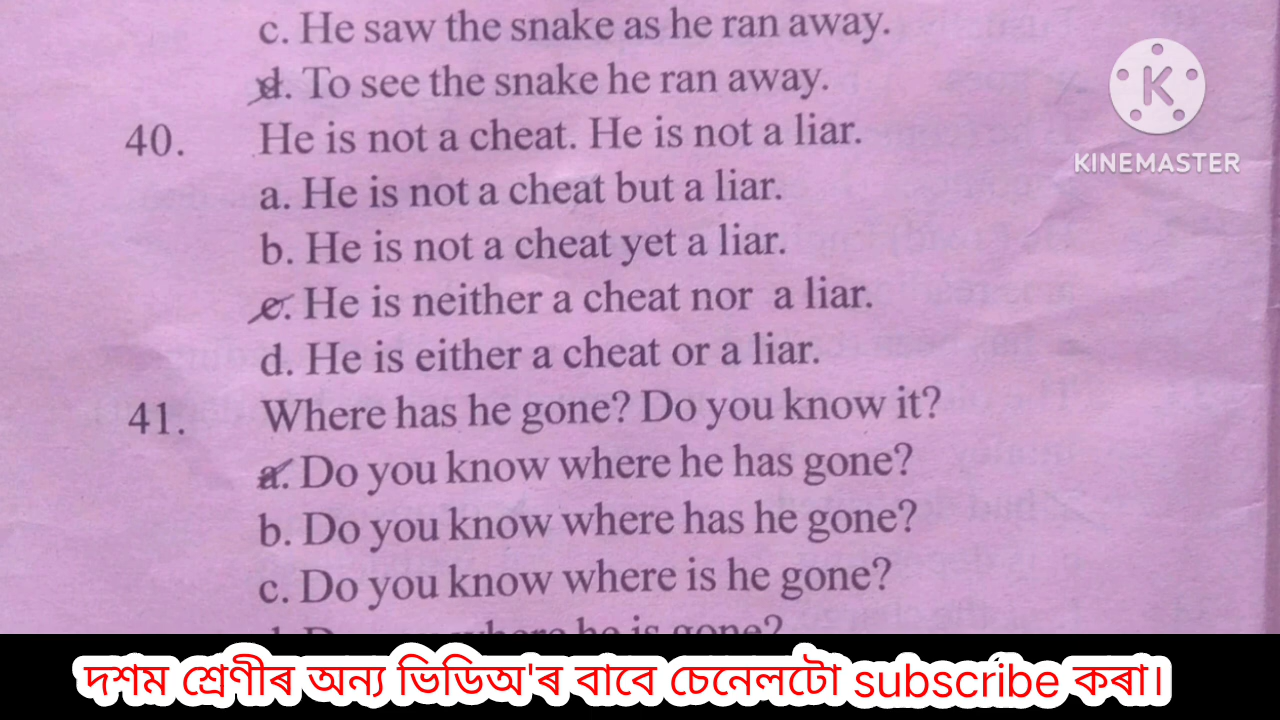 c. He saw the snake as he ran away.
d. To see the snake he ran away.
40. He is not a cheat. He is not a liar.
a. He is not a cheat but a liar.
b. He is not a cheat yet a liar.
c. He is neither a cheat nor a liar.
d. He is either a cheat or a liar.
41. Where has he gone? Do you know it?
a. Do you know where he has gone?
b. Do you know where has he gone?
c. Do you know where is he gone?
where he is gone?
K
KINEMASTER
দশম শ্ৰেণীৰ অন্য ভিডিঅ'ৰ বাবে চেনেলটো subscribe কৰা।